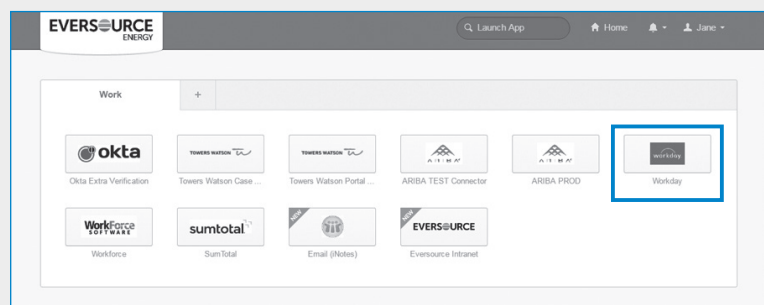 EVERSOURCE
ENERGY
Launch App
Home
Jane
Work
+
okta
TOWERS WATSON
TOWERS WATSON
ARIBA
ARIBA
workday
Okta Extra Verification
Towers Watson Case ...
Towers Watson Portal ...
ARIBA TEST Connector
ARIBA PROD
Workday
WorkForce
SOFTWARE
sumtotal
NEW
NEW
EVERSOURCE
Workforce
SumTotal
Email (iNotes)
Eversource Intranet